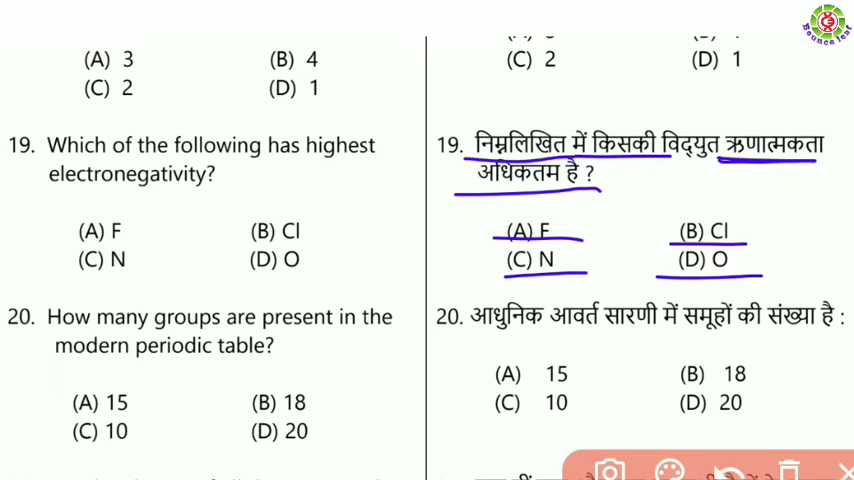 Bounce leaf
(A) 3 (B) 4
(C) 2 (D) 1
19. Which of the following has highest
electronegativity?
(A) F (B) Cl
(C) N (D) O
20. How many groups are present in the
modern periodic table?
(A) 15 (B) 18
(C) 10 (D) 20
(C) 2 (D) 1
19. निम्नलिखित में किसकी विद्युत ऋणात्मकता
अधिकतम है ?
(A) F (B) Cl
(C) N (D) O
20. आधुनिक आवर्त सारणी में समूहों की संख्या है :
(A) 15 (B) 18
(C) 10 (D) 20